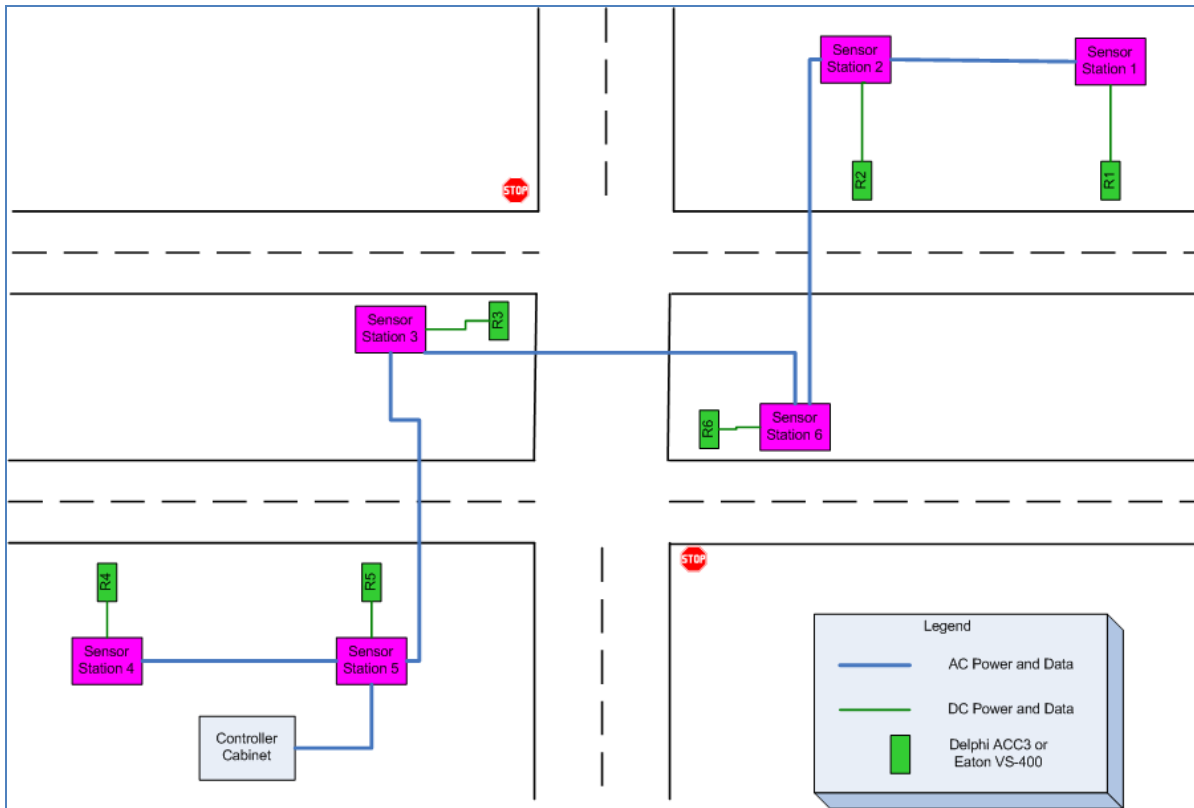 Sensor
Station 2
Sensor
Station 1
R2
R1
STOP
Sensor
Station 3
R3
R6
Sensor
Station 6
STOP
R4
R5
Sensor
Station 4
Sensor
Station 5
Controller
Cabinet
Legend
AC Power and Data
DC Power and Data
Delphi ACC3 or
Eaton VS-400